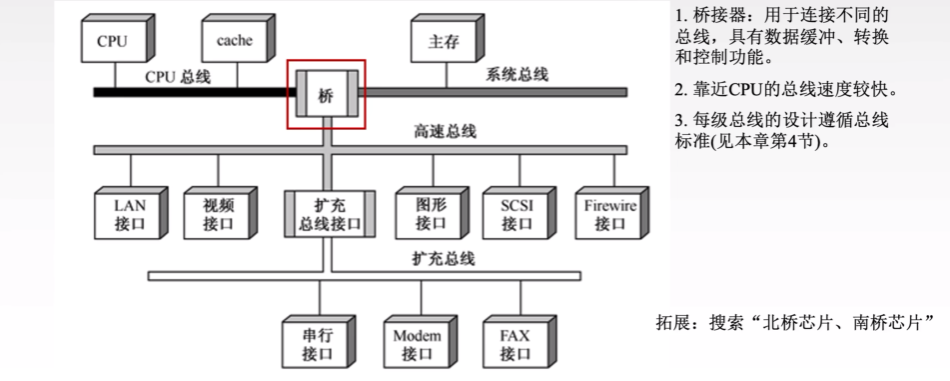 CPU
cache
主存
CPU 总线
系统总线
桥
高速总线
LAN
接口
视频
接口
扩充
总线接口
图形
接口
SCSI
接口
Firewire
接口
扩充总线
串行
接口
Modem
接口
FAX
接口
1. 桥接器：用于连接不同的
总线，具有数据缓冲、转换
和控制功能。
2. 靠近CPU的总线速度较快。
3. 每级总线的设计遵循总线
标准(见本章第4节)。
拓展：搜索“北桥芯片、南桥芯片”